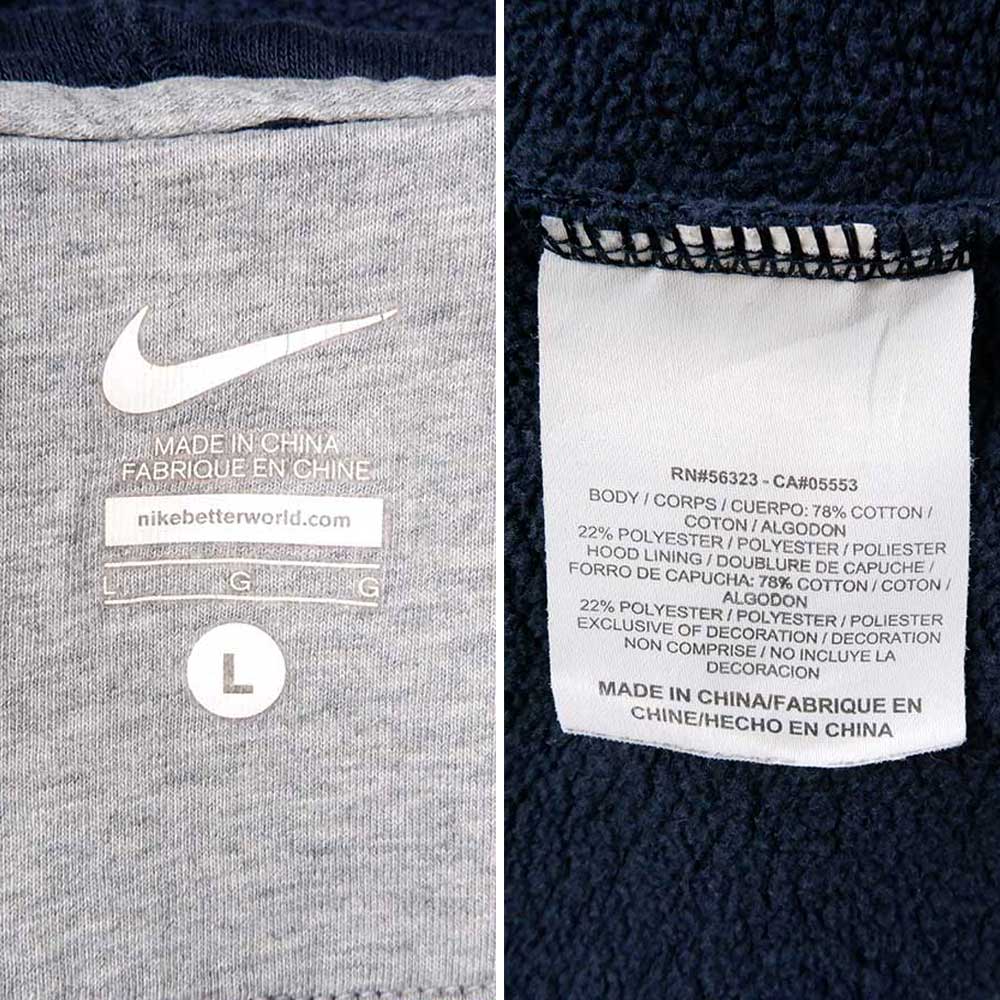 MADE IN CHINA
FABRIQUE EN CHINE
nikebetterworld.com
L G G
L
RN#56323 - CA#05553
BODY / CORPS / CUERPO: 78% COTTON /
COTON / ALGODON
22% POLYESTER / POLYESTER / POLIESTER
HOOD LINING / DOUBLURE DE CAPUCHE /
FORRO DE CAPUCHA: 78% COTTON / COTON /
ALGODON
22% POLYESTER / POLYESTER / POLIESTER
EXCLUSIVE OF DECORATION / DECORATION
NON COMPRISE / NO INCLUYE LA
DECORACION
MADE IN CHINA/FABRIQUE EN
CHINE/HECHO EN CHINA